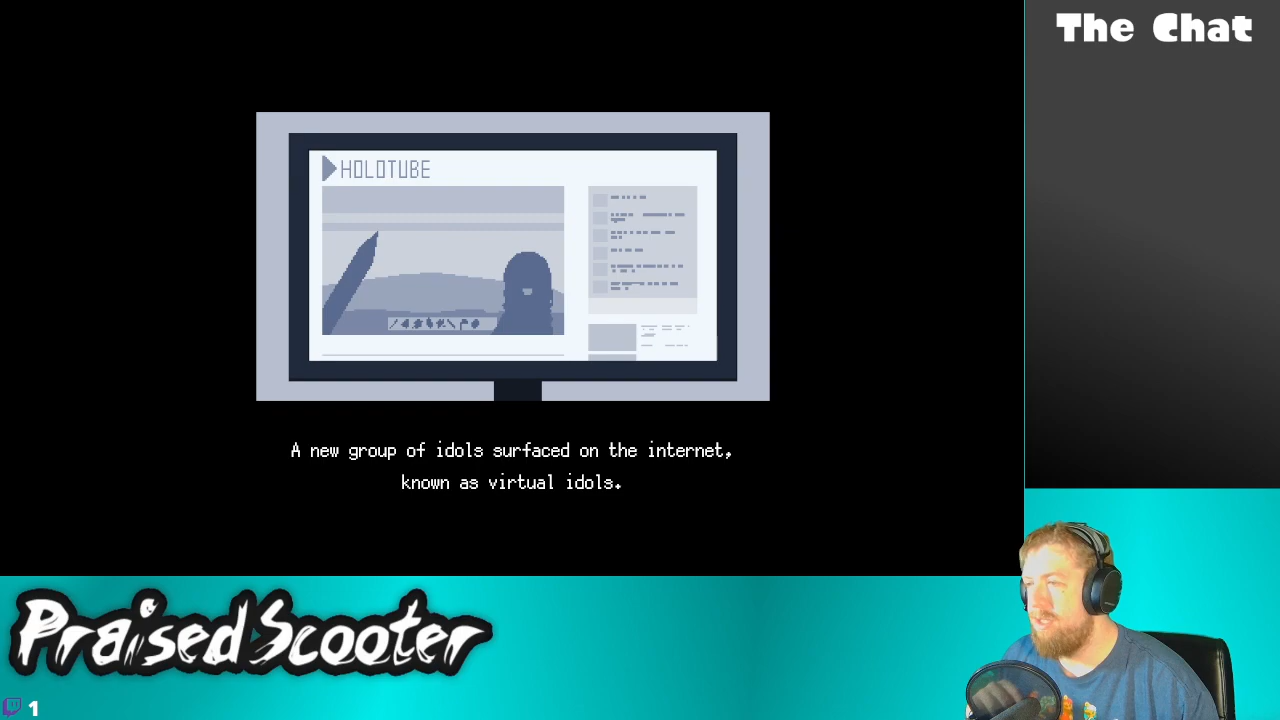 The Chat
HOLOTUBE
A new group of idols surfaced on the internet,
known as virtual idols.
PraisedScooter
1